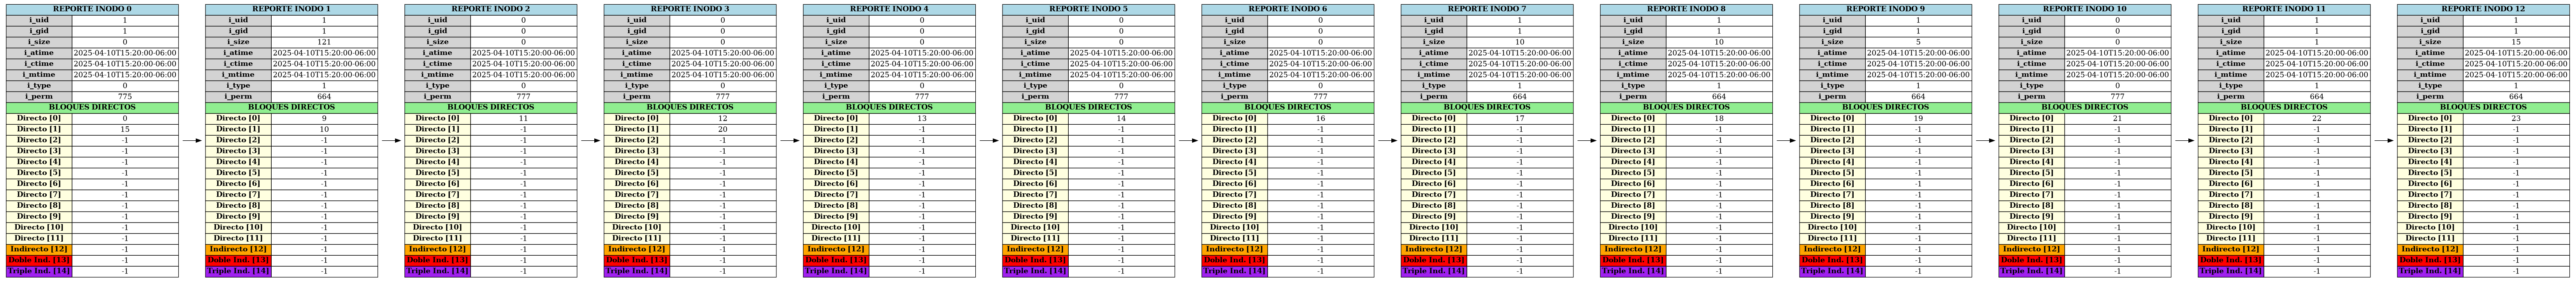 REPORTE INODO 0
i_uid 1
i_gid 1
i_size 0
i_atime 2025-04-10T15:20:00-06:00
i_ctime 2025-04-10T15:20:00-06:00
i_mtime 2025-04-10T15:20:00-06:00
i_type 0
i_perm 775
BLOQUES DIRECTOS
Directo [0] 0
Directo [1] 15
Directo [2] -1
Directo [3] -1
Directo [4] -1
Directo [5] -1
Directo [6] -1
Directo [7] -1
Directo [8] -1
Directo [9] -1
Directo [10] -1
Directo [11] -1
Indirecto [12] -1
Doble Ind. [13] -1
Triple Ind. [14] -1
REPORTE INODO 1
i_uid 1
i_gid 1
i_size 121
i_atime 2025-04-10T15:20:00-06:00
i_ctime 2025-04-10T15:20:00-06:00
i_mtime 2025-04-10T15:20:00-06:00
i_type 1
i_perm 664
BLOQUES DIRECTOS
Directo [0] 9
Directo [1] 10
Directo [2] -1
Directo [3] -1
Directo [4] -1
Directo [5] -1
Directo [6] -1
Directo [7] -1
Directo [8] -1
Directo [9] -1
Directo [10] -1
Directo [11] -1
Indirecto [12] -1
Doble Ind. [13] -1
Triple Ind. [14] -1
REPORTE INODO 2
i_uid 0
i_gid 0
i_size 0
i_atime 2025-04-10T15:20:00-06:00
i_ctime 2025-04-10T15:20:00-06:00
i_mtime 2025-04-10T15:20:00-06:00
i_type 0
i_perm 777
BLOQUES DIRECTOS
Directo [0] 11
Directo [1] -1
Directo [2] -1
Directo [3] -1
Directo [4] -1
Directo [5] -1
Directo [6] -1
Directo [7] -1
Directo [8] -1
Directo [9] -1
Directo [10] -1
Directo [11] -1
Indirecto [12] -1
Doble Ind. [13] -1
Triple Ind. [14] -1
REPORTE INODO 3
i_uid 0
i_gid 0
i_size 0
i_atime 2025-04-10T15:20:00-06:00
i_ctime 2025-04-10T15:20:00-06:00
i_mtime 2025-04-10T15:20:00-06:00
i_type 0
i_perm 777
BLOQUES DIRECTOS
Directo [0] 12
Directo [1] 20
Directo [2] -1
Directo [3] -1
Directo [4] -1
Directo [5] -1
Directo [6] -1
Directo [7] -1
Directo [8] -1
Directo [9] -1
Directo [10] -1
Directo [11] -1
Indirecto [12] -1
Doble Ind. [13] -1
Triple Ind. [14] -1
REPORTE INODO 4
i_uid 0
i_gid 0
i_size 0
i_atime 2025-04-10T15:20:00-06:00
i_ctime 2025-04-10T15:20:00-06:00
i_mtime 2025-04-10T15:20:00-06:00
i_type 0
i_perm 777
BLOQUES DIRECTOS
Directo [0] 13
Directo [1] -1
Directo [2] -1
Directo [3] -1
Directo [4] -1
Directo [5] -1
Directo [6] -1
Directo [7] -1
Directo [8] -1
Directo [9] -1
Directo [10] -1
Directo [11] -1
Indirecto [12] -1
Doble Ind. [13] -1
Triple Ind. [14] -1
REPORTE INODO 5
i_uid 0
i_gid 0
i_size 0
i_atime 2025-04-10T15:20:00-06:00
i_ctime 2025-04-10T15:20:00-06:00
i_mtime 2025-04-10T15:20:00-06:00
i_type 0
i_perm 777
BLOQUES DIRECTOS
Directo [0] 14
Directo [1] -1
Directo [2] -1
Directo [3] -1
Directo [4] -1
Directo [5] -1
Directo [6] -1
Directo [7] -1
Directo [8] -1
Directo [9] -1
Directo [10] -1
Directo [11] -1
Indirecto [12] -1
Doble Ind. [13] -1
Triple Ind. [14] -1
REPORTE INODO 6
i_uid 0
i_gid 0
i_size 0
i_atime 2025-04-10T15:20:00-06:00
i_ctime 2025-04-10T15:20:00-06:00
i_mtime 2025-04-10T15:20:00-06:00
i_type 0
i_perm 777
BLOQUES DIRECTOS
Directo [0] 16
Directo [1] -1
Directo [2] -1
Directo [3] -1
Directo [4] -1
Directo [5] -1
Directo [6] -1
Directo [7] -1
Directo [8] -1
Directo [9] -1
Directo [10] -1
Directo [11] -1
Indirecto [12] -1
Doble Ind. [13] -1
Triple Ind. [14] -1
REPORTE INODO 7
i_uid 1
i_gid 1
i_size 10
i_atime 2025-04-10T15:20:00-06:00
i_ctime 2025-04-10T15:20:00-06:00
i_mtime 2025-04-10T15:20:00-06:00
i_type 1
i_perm 664
BLOQUES DIRECTOS
Directo [0] 17
Directo [1] -1
Directo [2] -1
Directo [3] -1
Directo [4] -1
Directo [5] -1
Directo [6] -1
Directo [7] -1
Directo [8] -1
Directo [9] -1
Directo [10] -1
Directo [11] -1
Indirecto [12] -1
Doble Ind. [13] -1
Triple Ind. [14] -1
REPORTE INODO 8
i_uid 1
i_gid 1
i_size 10
i_atime 2025-04-10T15:20:00-06:00
i_ctime 2025-04-10T15:20:00-06:00
i_mtime 2025-04-10T15:20:00-06:00
i_type 1
i_perm 664
BLOQUES DIRECTOS
Directo [0] 18
Directo [1] -1
Directo [2] -1
Directo [3] -1
Directo [4] -1
Directo [5] -1
Directo [6] -1
Directo [7] -1
Directo [8] -1
Directo [9] -1
Directo [10] -1
Directo [11] -1
Indirecto [12] -1
Doble Ind. [13] -1
Triple Ind. [14] -1
REPORTE INODO 9
i_uid 1
i_gid 1
i_size 5
i_atime 2025-04-10T15:20:00-06:00
i_ctime 2025-04-10T15:20:00-06:00
i_mtime 2025-04-10T15:20:00-06:00
i_type 1
i_perm 664
BLOQUES DIRECTOS
Directo [0] 19
Directo [1] -1
Directo [2] -1
Directo [3] -1
Directo [4] -1
Directo [5] -1
Directo [6] -1
Directo [7] -1
Directo [8] -1
Directo [9] -1
Directo [10] -1
Directo [11] -1
Indirecto [12] -1
Doble Ind. [13] -1
Triple Ind. [14] -1
REPORTE INODO 10
i_uid 0
i_gid 0
i_size 0
i_atime 2025-04-10T15:20:00-06:00
i_ctime 2025-04-10T15:20:00-06:00
i_mtime 2025-04-10T15:20:00-06:00
i_type 0
i_perm 777
BLOQUES DIRECTOS
Directo [0] 21
Directo [1] -1
Directo [2] -1
Directo [3] -1
Directo [4] -1
Directo [5] -1
Directo [6] -1
Directo [7] -1
Directo [8] -1
Directo [9] -1
Directo [10] -1
Directo [11] -1
Indirecto [12] -1
Doble Ind. [13] -1
Triple Ind. [14] -1
REPORTE INODO 11
i_uid 1
i_gid 1
i_size 1
i_atime 2025-04-10T15:20:00-06:00
i_ctime 2025-04-10T15:20:00-06:00
i_mtime 2025-04-10T15:20:00-06:00
i_type 1
i_perm 664
BLOQUES DIRECTOS
Directo [0] 22
Directo [1] -1
Directo [2] -1
Directo [3] -1
Directo [4] -1
Directo [5] -1
Directo [6] -1
Directo [7] -1
Directo [8] -1
Directo [9] -1
Directo [10] -1
Directo [11] -1
Indirecto [12] -1
Doble Ind. [13] -1
Triple Ind. [14] -1
REPORTE INODO 12
i_uid 1
i_gid 1
i_size 15
i_atime 2025-04-10T15:20:00-06:00
i_ctime 2025-04-10T15:20:00-06:00
i_mtime 2025-04-10T15:20:00-06:00
i_type 1
i_perm 664
BLOQUES DIRECTOS
Directo [0] 23
Directo [1] -1
Directo [2] -1
Directo [3] -1
Directo [4] -1
Directo [5] -1
Directo [6] -1
Directo [7] -1
Directo [8] -1
Directo [9] -1
Directo [10] -1
Directo [11] -1
Indirecto [12] -1
Doble Ind. [13] -1
Triple Ind. [14] -1